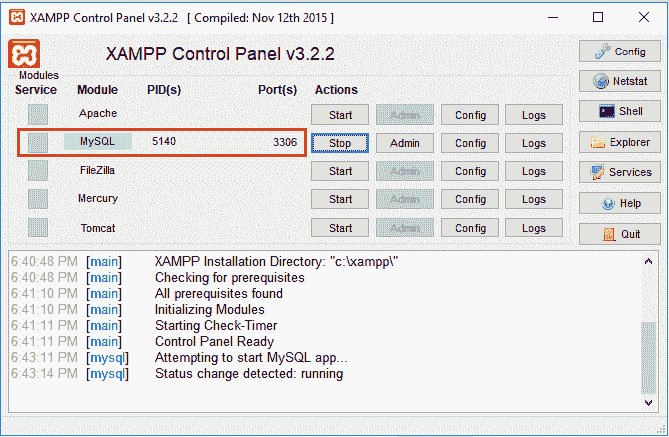 XAMPP Control Panel v3.2.2 [ Compiled: Nov 12th 2015 ]
XAMPP Control Panel v3.2.2
Config
Modules
Service Module PID(s) Port(s) Actions
Netstat
Apache Start Admin Config Logs
Shell
MySQL 5140 3306 Stop Admin Config Logs
Explorer
FileZilla Start Admin Config Logs
Services
Mercury Start Admin Config Logs
Help
Tomcat Start Admin Config Logs
Quit
6:40:48 PM [main] XAMPP Installation Directory: "c:\xampp\"
6:40:48 PM [main] Checking for prerequisites
6:41:10 PM [main] All prerequisites found
6:41:10 PM [main] Initializing Modules
6:41:11 PM [main] Starting Check-Timer
6:41:11 PM [main] Control Panel Ready
6:43:11 PM [mysql] Attempting to start MySQL app...
6:43:14 PM [mysql] Status change detected: running